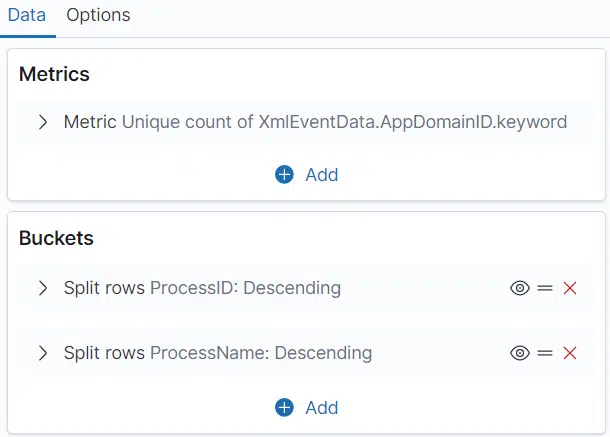 Data Options
Metrics
Metric Unique count of XmlEventData.AppDomainID.keyword
Add
Buckets
Split rows ProcessID: Descending
Split rows ProcessName: Descending
Add